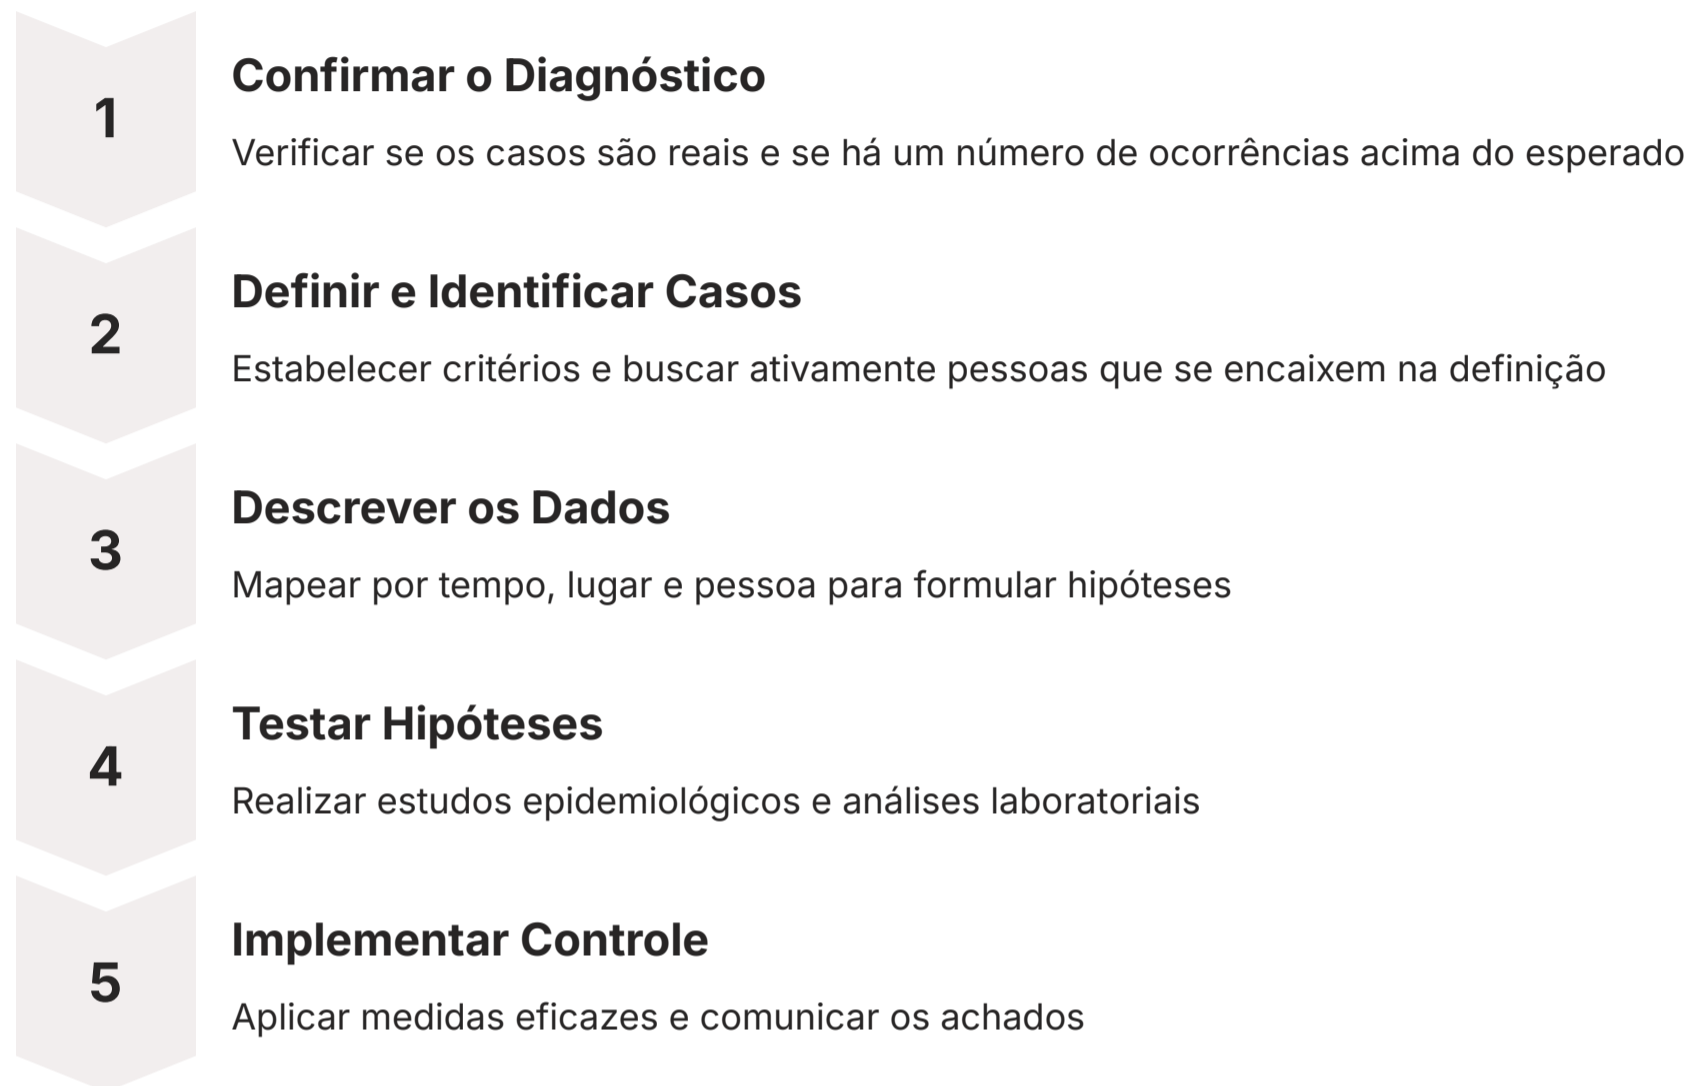 1
Confirmar o Diagnóstico
Verificar se os casos são reais e se há um número de ocorrências acima do esperado
2
Definir e Identificar Casos
Estabelecer critérios e buscar ativamente pessoas que se encaixem na definição
3
Descrever os Dados
Mapear por tempo, lugar e pessoa para formular hipóteses
4
Testar Hipóteses
Realizar estudos epidemiológicos e análises laboratoriais
5
Implementar Controle
Aplicar medidas eficazes e comunicar os achados